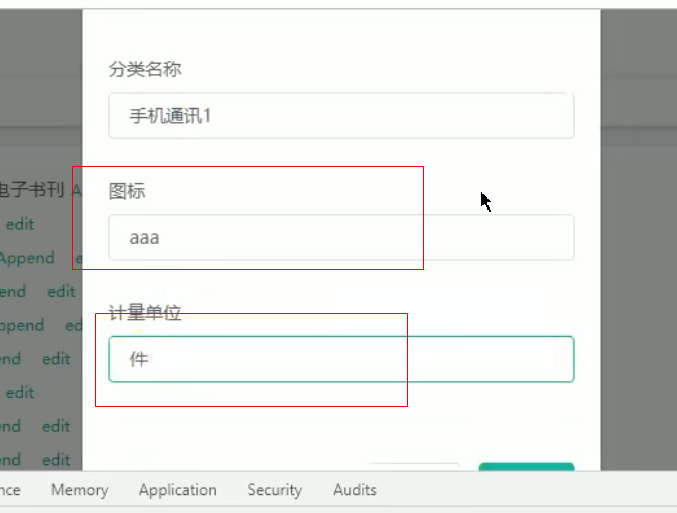 分类名称
手机通讯1
电子书刊
图标
edit
aaa
Append
end edit
计量单位
ppend ed
件
end edit
edit
end edit
end edit
nce Memory Application Security Audits